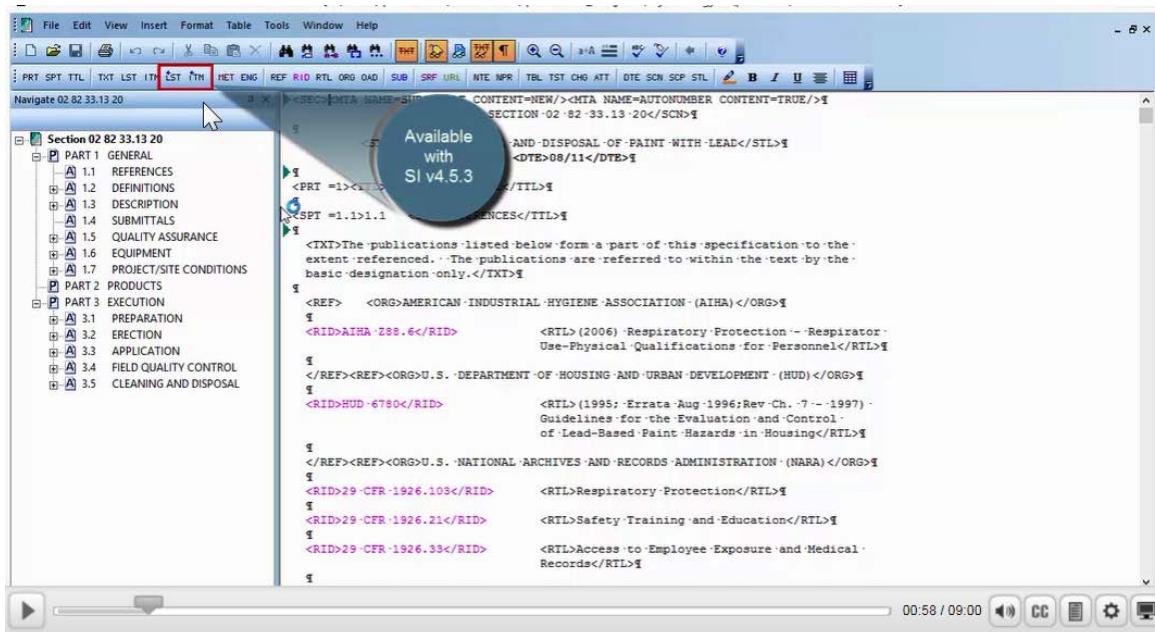 File Edit View Insert Format Table Tools Window Help
PRT SPT TTL TXT LST ITM LST ITM MET ENG REF RID RTL ORG OAD SUB SRF URL NTE NPR TBL TST CHG ATT DTE SCN SCP STL B I U
Navigate 02 82 33.13 20
Section 02 82 33.13 20
PART 1 GENERAL
1.1 REFERENCES
1.2 DEFINITIONS
1.3 DESCRIPTION
1.4 SUBMITTALS
1.5 QUALITY ASSURANCE
1.6 EQUIPMENT
1.7 PROJECT/SITE CONDITIONS
PART 2 PRODUCTS
PART 3 EXECUTION
3.1 PREPARATION
3.2 ERECTION
3.3 APPLICATION
3.4 FIELD QUALITY CONTROL
3.5 CLEANING AND DISPOSAL
Available
with
SI v4.5.3
<SEC><MTA NAME= CONTENT=NEW/><MTA NAME=AUTONUMBER CONTENT=TRUE/>¶
SECTION·02·82·33.13·20</SCN>¶
AND·DISPOSAL·OF·PAINT·WITH·LEAD</STL>¶
<DTE>08/11</DTE>¶
<PRT =1> </TTL>¶
<SPT =1.1>1.1 </TTL>¶
<TXT>The·publications·listed·below·form·a·part·of·this·specification·to·the·
extent·referenced.··The·publications·are·referred·to·within·the·text·by·the·
basic·designation·only.</TXT>¶
<REF> <ORG>AMERICAN·INDUSTRIAL·HYGIENE·ASSOCIATION·(AIHA)</ORG>¶
<RID>AIHA·Z88.6</RID> <RTL>(2006)·Respiratory·Protection·-·Respirator·
Use-Physical·Qualifications·for·Personnel</RTL>¶
</REF><REF><ORG>U.S.·DEPARTMENT·OF·HOUSING·AND·URBAN·DEVELOPMENT·(HUD)</ORG>¶
<RID>HUD·6780</RID> <RTL>(1995;·Errata·Aug·1996;Rev·Ch.·7·-·1997)·
Guidelines·for·the·Evaluation·and·Control·
of·Lead-Based·Paint·Hazards·in·Housing</RTL>¶
</REF><REF><ORG>U.S.·NATIONAL·ARCHIVES·AND·RECORDS·ADMINISTRATION·(NARA)</ORG>¶
<RID>29·CFR·1926.103</RID> <RTL>Respiratory·Protection</RTL>¶
<RID>29·CFR·1926.21</RID> <RTL>Safety·Training·and·Education</RTL>¶
<RID>29·CFR·1926.33</RID> <RTL>Access·to·Employee·Exposure·and·Medical·
Records</RTL>¶
00:58 / 09:00 CC